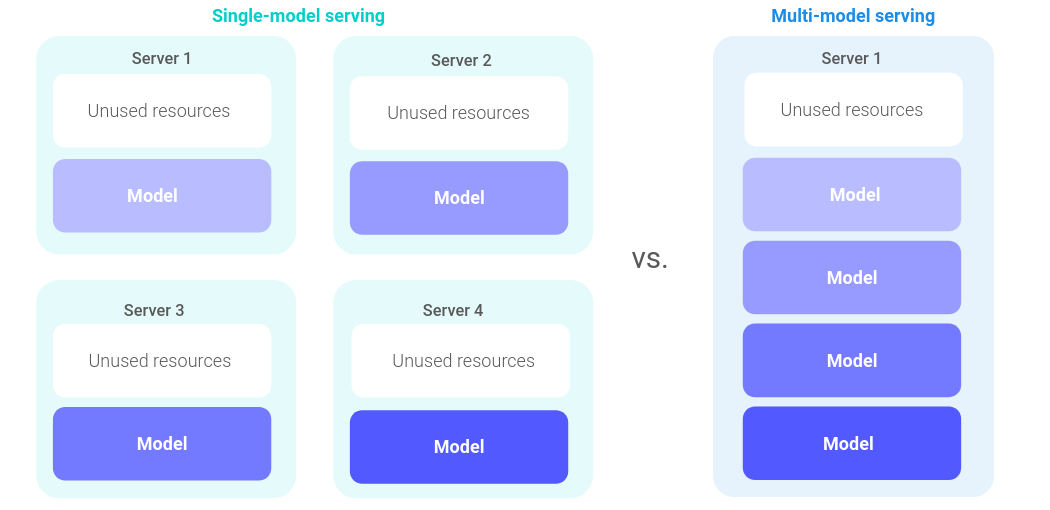 Single-model serving
Server 1
Unused resources
Model
Server 2
Unused resources
Model
Server 3
Unused resources
Model
Server 4
Unused resources
Model
vs.
Multi-model serving
Server 1
Unused resources
Model
Model
Model
Model